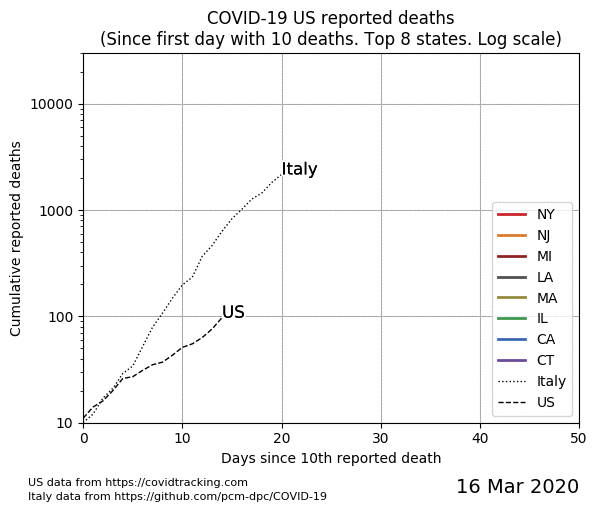 COVID-19 US reported deaths
(Since first day with 10 deaths. Top 8 states. Log scale)
Cumulative reported deaths
10000
1000
100
10
Italy
US
NY
NJ
MI
LA
MA
IL
CA
CT
Italy
US
0 10 20 30 40 50
Days since 10th reported death
US data from https://covidtracking.com
Italy data from https://github.com/pcm-dpc/COVID-19
16 Mar 2020